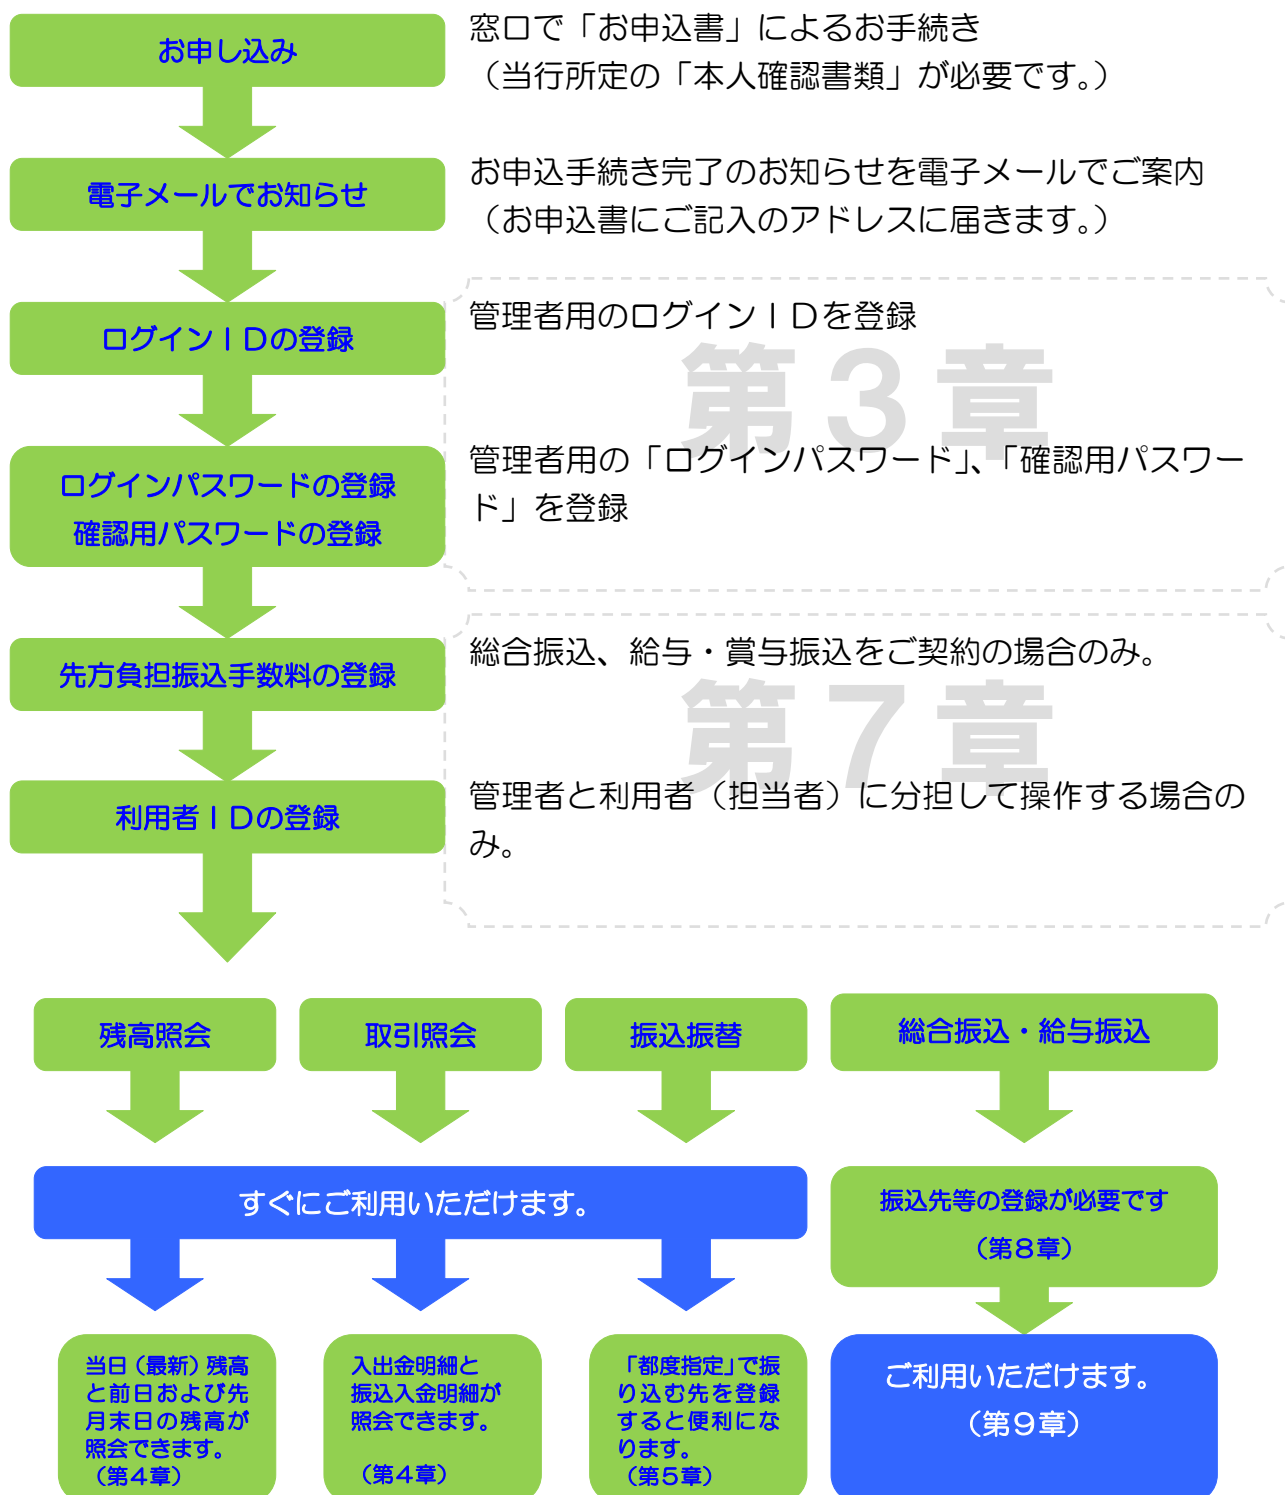 お申し込み
窓口で「お申込書」によるお手続き
（当行所定の「本人確認書類」が必要です。）
電子メールでお知らせ
お申込手続き完了のお知らせを電子メールでご案内
（お申込書にご記入のアドレスに届きます。）
ログインＩＤの登録
管理者用のログインＩＤを登録
第３章
ログインパスワードの登録
確認用パスワードの登録
管理者用の「ログインパスワード」、「確認用パスワー
ド」を登録
先方負担振込手数料の登録
総合振込、給与・賞与振込をご契約の場合のみ。
第７章
利用者ＩＤの登録
管理者と利用者（担当者）に分担して操作する場合の
み。
残高照会
取引照会
振込振替
総合振込・給与振込
すぐにご利用いただけます。
振込先等の登録が必要です
（第８章）
当日（最新）残高
と前日および先
月末日の残高が
照会できます。
（第４章）
入出金明細と
振込入金明細が
照会できます。
（第４章）
「都度指定」で振
り込む先を登録
すると便利にな
ります。
（第５章）
ご利用いただけます。
（第９章）